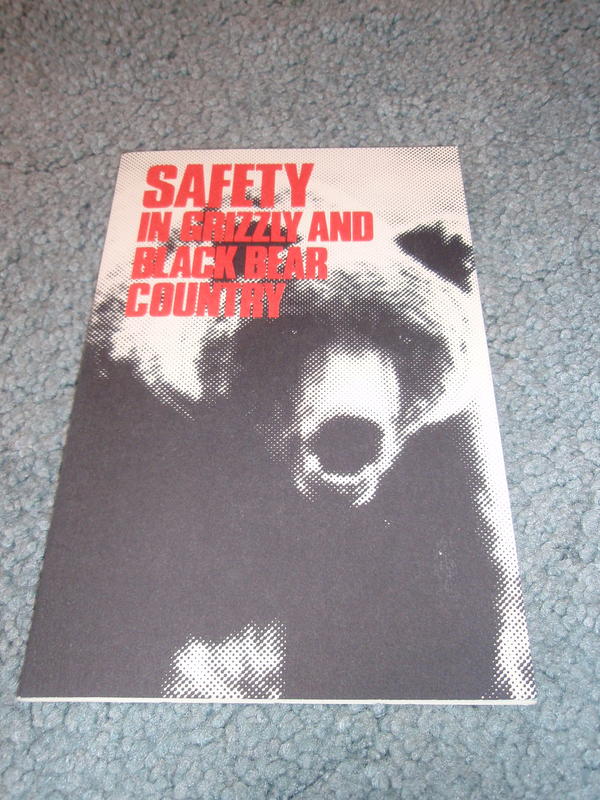 SAFETY
IN GRIZZLY AND
BLACK BEAR
COUNTRY